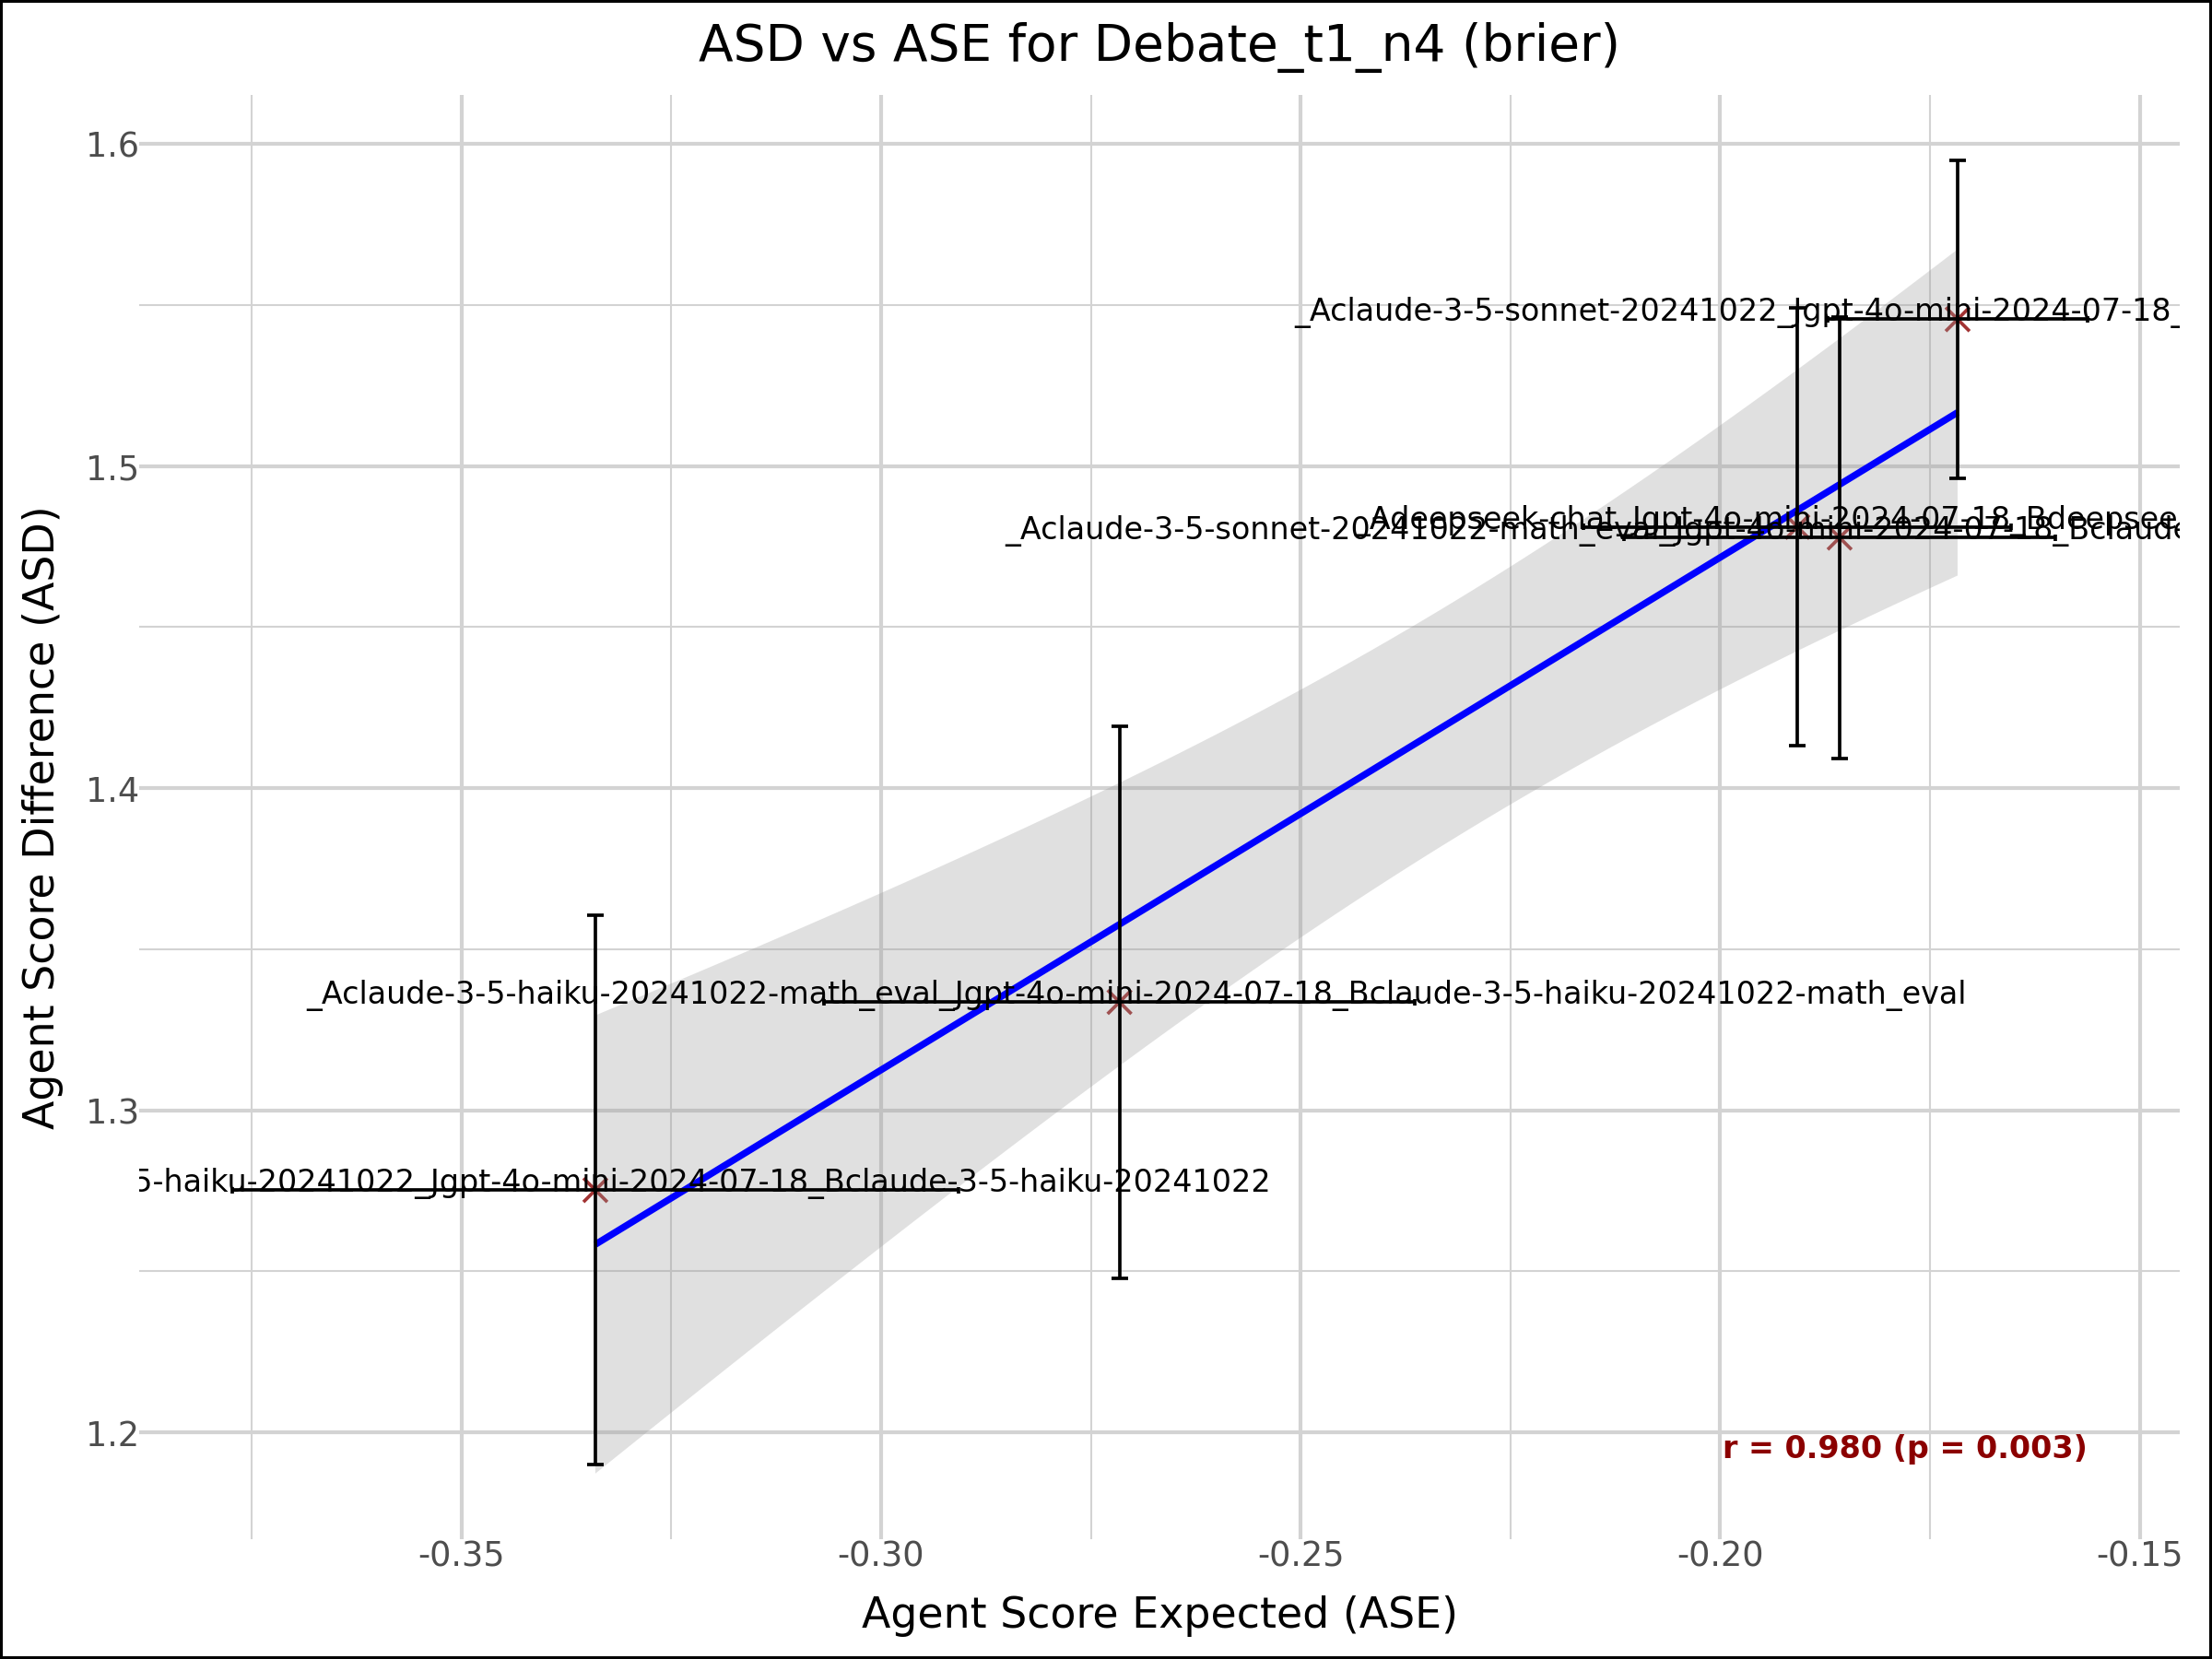 ASD vs ASE for Debate_t1_n4 (brier)
Agent Score Difference (ASD)
1.6
1.5
1.4
1.3
1.2
_Aclaude-3-5-sonnet-20241022_Jgpt-4o-mini-2024-07-18_
_Adeepseek-chat_Jgpt-4o-mini-2024-07-18_Bdeepsee
_Aclaude-3-5-sonnet-20241022-math_eval_Jgpt-4o-mini-2024-07-18_Bclaude
_Aclaude-3-5-haiku-20241022-math_eval_Jgpt-4o-mini-2024-07-18_Bclaude-3-5-haiku-20241022-math_eval
5-haiku-20241022_Jgpt-4o-mini-2024-07-18_Bclaude-3-5-haiku-20241022
r = 0.980 (p = 0.003)
-0.35
-0.30
-0.25
-0.20
-0.15
Agent Score Expected (ASE)